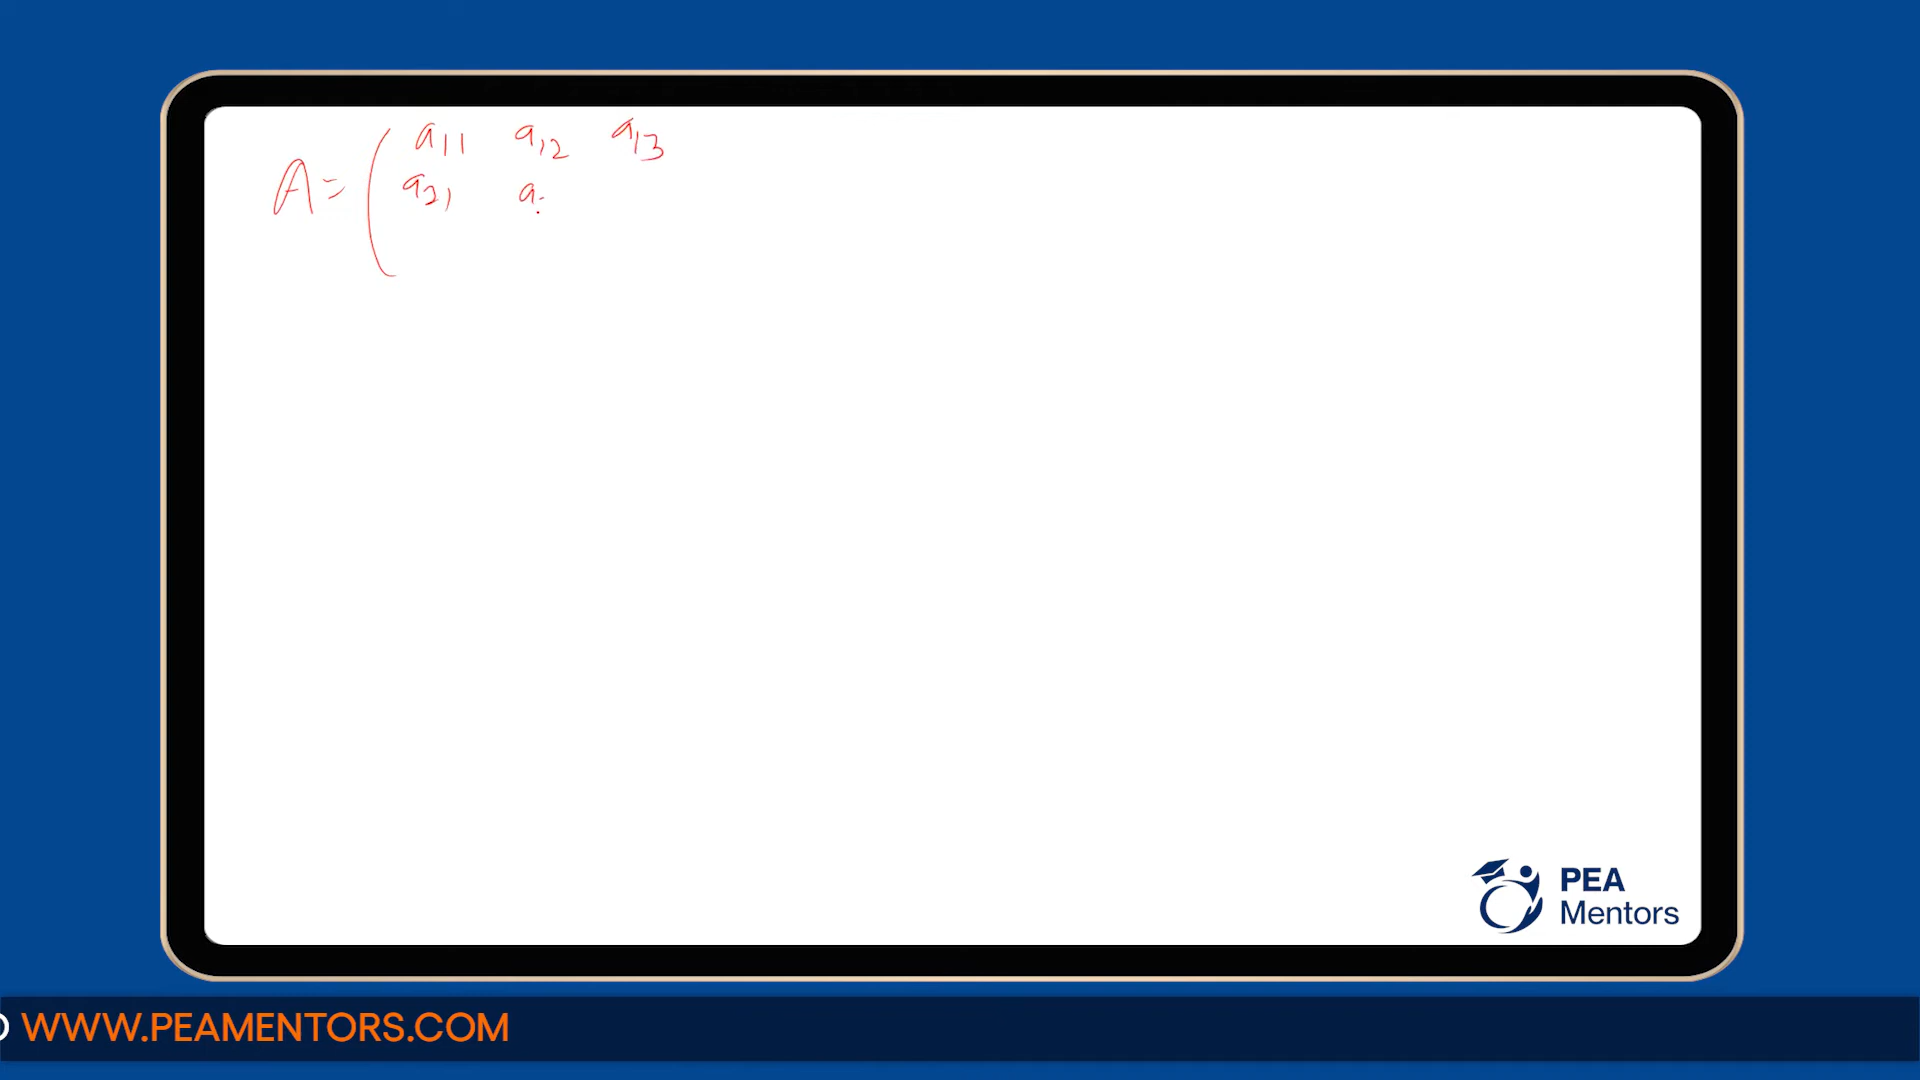 A = ( a11 a12 a13
a21 a
PEA
Mentors
WWW.PEAMENTORS.COM